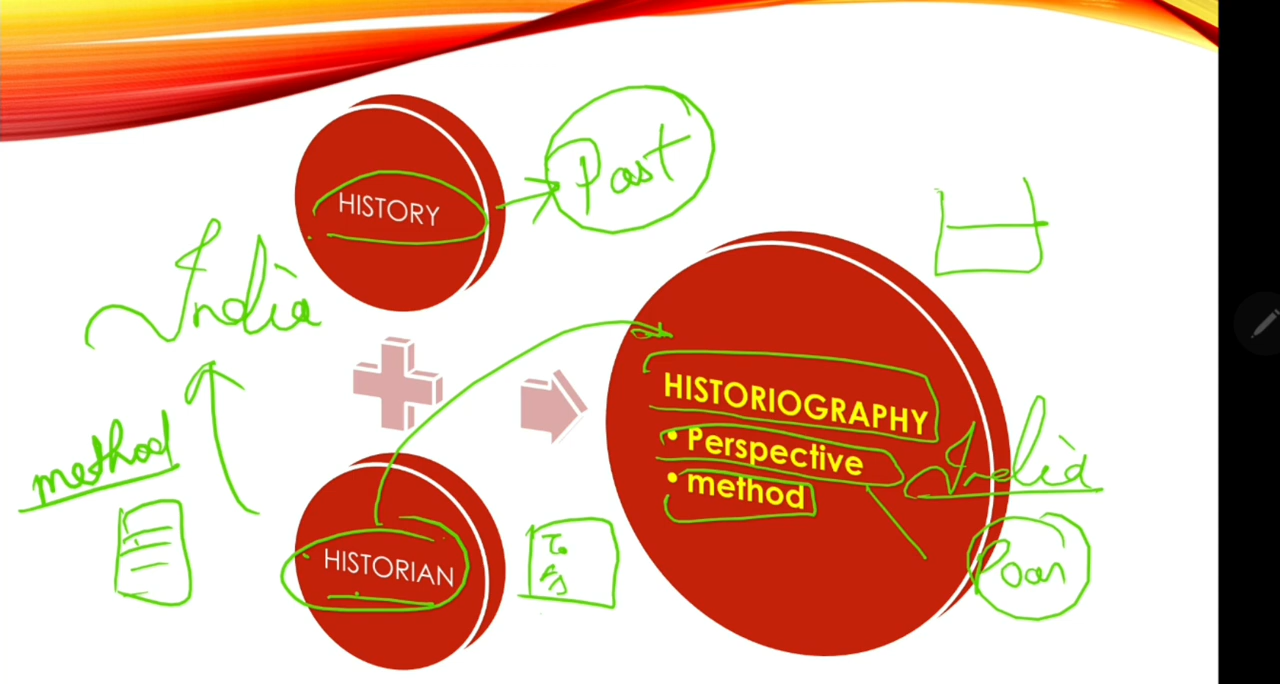 HISTORY
Past
India
HISTORIOGRAPHY
• Perspective
• method
India
method
HISTORIAN
Poor